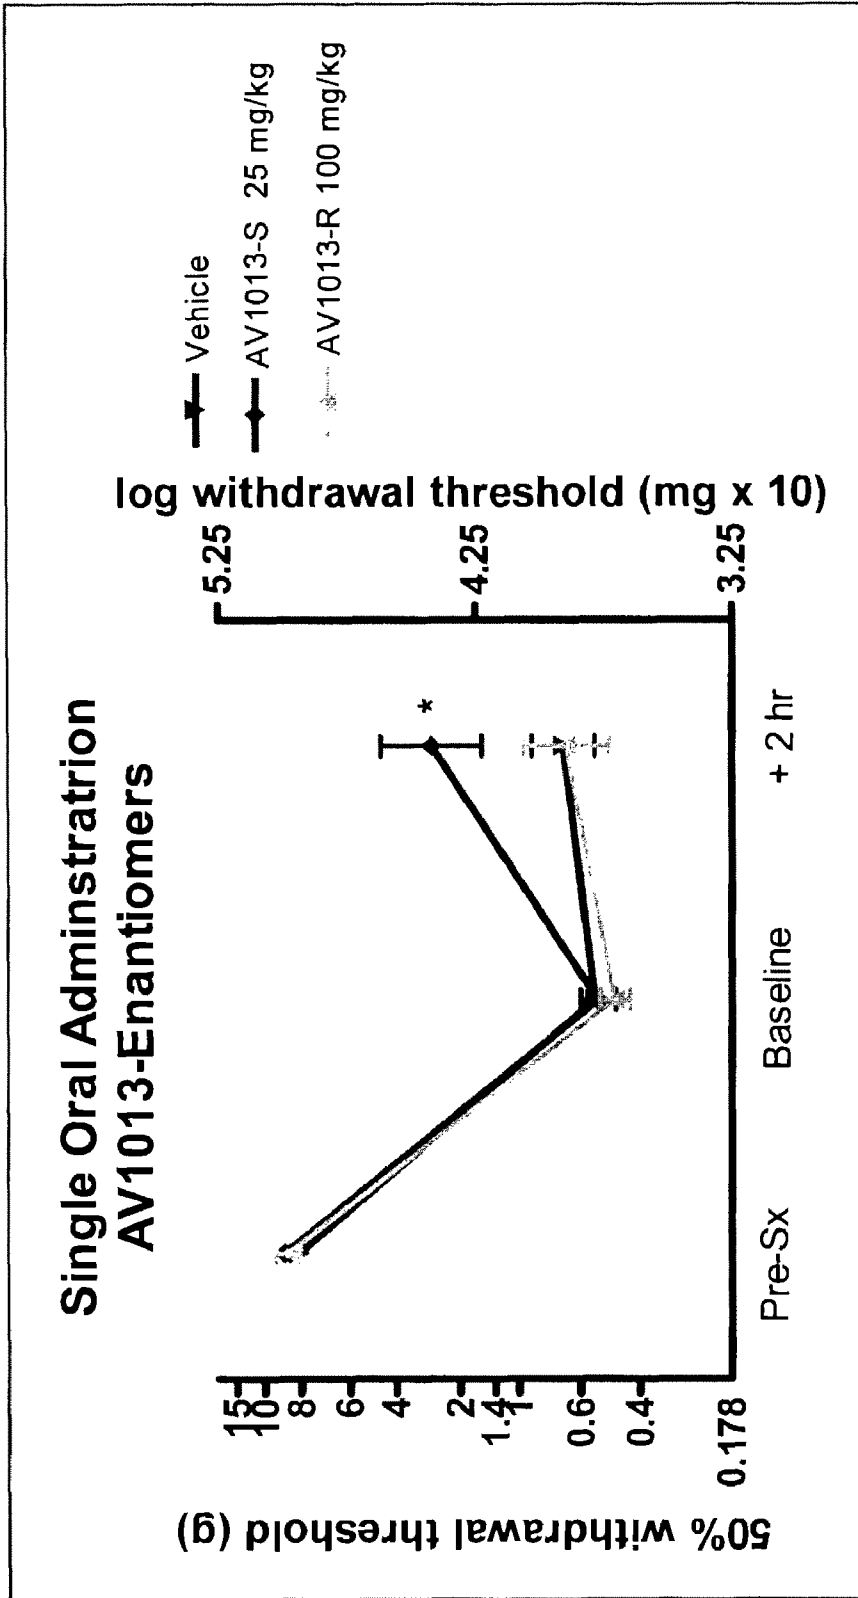 Single Oral Adminstratrion
AV1013-Enantiomers
50% withdrawal threshold (g)
15
10
8
6
4
2
1.4
1
0.6
0.4
0.178
Pre-Sx
Baseline
+ 2 hr
*
5.25
4.25
3.25
log withdrawal threshold (mg x 10)
Vehicle
AV1013-S 25 mg/kg
AV1013-R 100 mg/kg